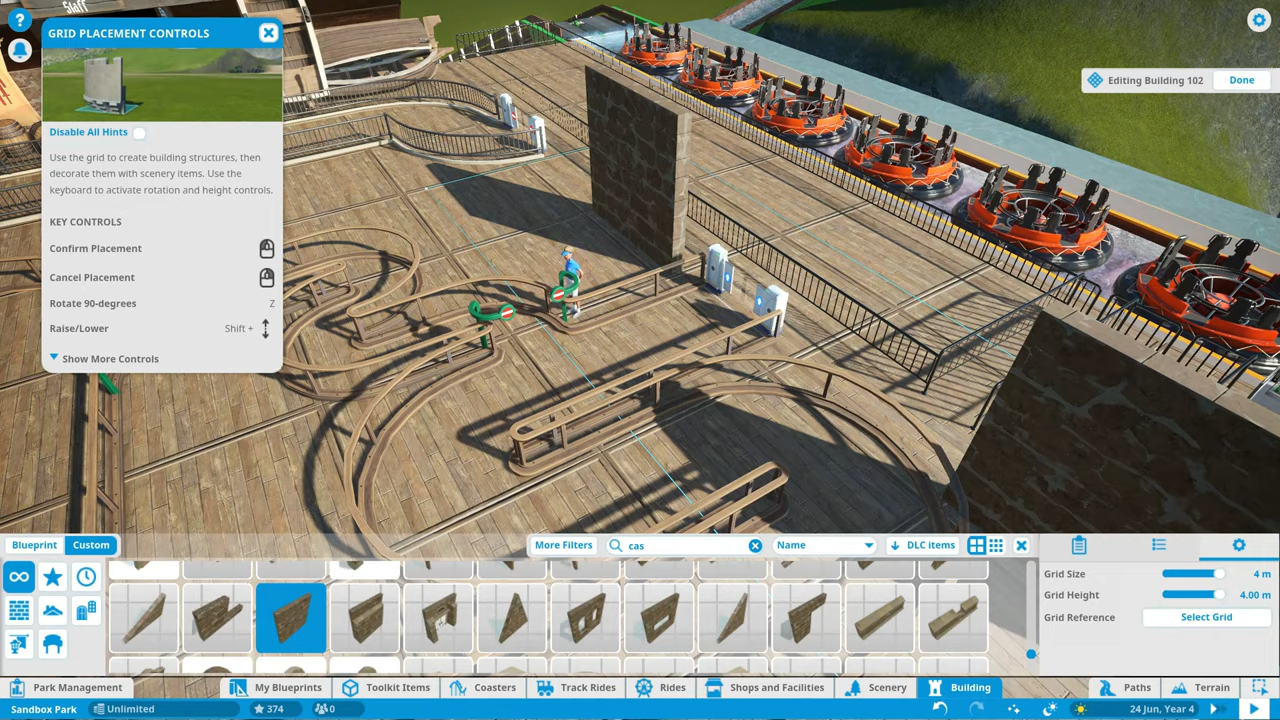 Staff
?
GRID PLACEMENT CONTROLS
Disable All Hints
Use the grid to create building structures, then
decorate them with scenery items. Use the
keyboard to activate rotation and height controls.
KEY CONTROLS
Confirm Placement
Cancel Placement
Rotate 90-degrees Z
Raise/Lower Shift +
Show More Controls
Editing Building 102 Done
Blueprint Custom More Filters cas Name DLC items
Grid Size 4 m
Grid Height 4.00 m
Grid Reference Select Grid
Park Management My Blueprints Toolkit Items Coasters Track Rides Rides Shops and Facilities Scenery Building Paths Terrain
Sandbox Park Unlimited 374 0 24 Jun, Year 4